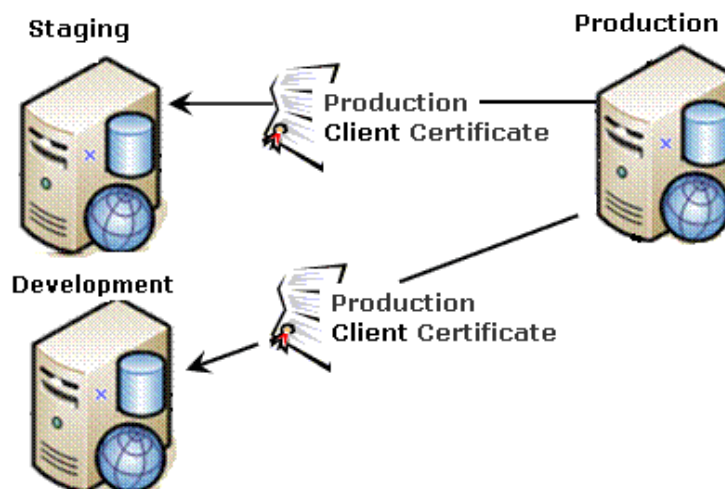 Staging
Production
Production
Client Certificate
Development
Production
Client Certificate